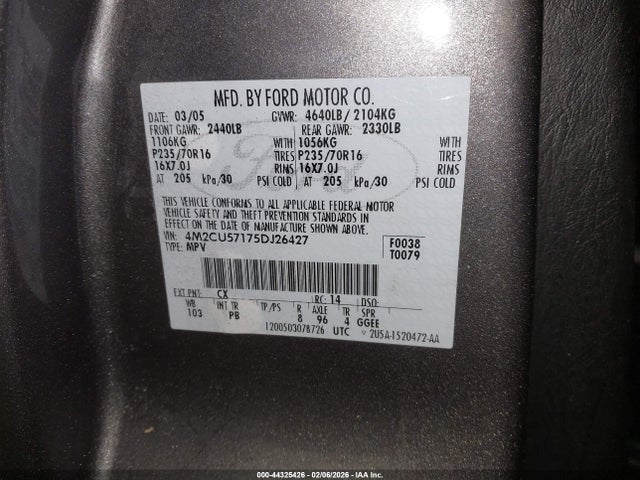 MFD. BY FORD MOTOR CO.
DATE: 03/05 GVWR: 4640LB/ 2104KG
FRONT GAWR: 2440LB REAR GAWR: 2330LB
1106KG WITH 1056KG WITH
P235/70R16 TIRES P235/70R16 TIRES
16X7.0J RIMS 16X7.0J RIMS
AT 205 kPa/30 PSI COLD AT 205 kPa/30 PSI COLD
THIS VEHICLE CONFORMS TO ALL APPLICABLE FEDERAL MOTOR
VEHICLE SAFETY AND THEFT PREVENTION STANDARDS IN
EFFECT ON THE DATE OF MANUFACTURE SHOWN ABOVE.
VIN: 4M2CU57175DJ26427 F0038
TYPE: MPV T0079
Ford
EXT PNT: CX RC: 14 DSO:
WB INT TR TP/PS R AXLE TR SPR
103 PB 8 96 4 GGEE
1200503078726 UTC 2U5A-1520472-AA
000-44325426 - 02/06/2026 - IAA Inc.